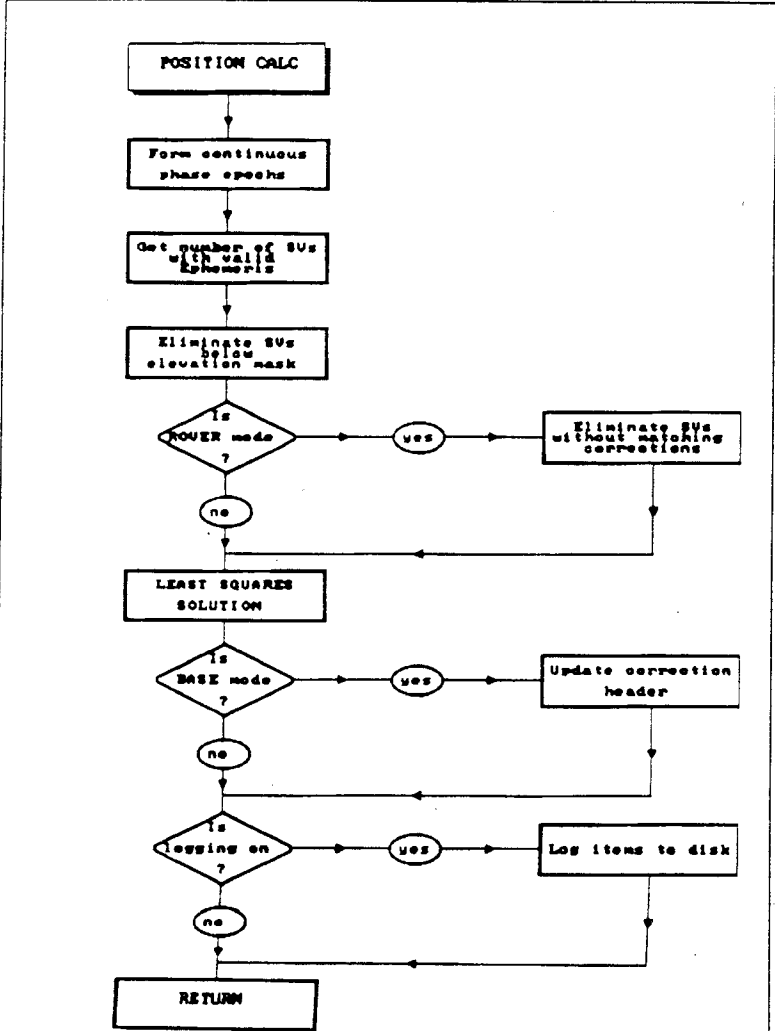 POSITION CALC
Form continuous
phase epochs
Get number of SVs
with valid
Ephemeris
Eliminate SVs
below
elevation mask
Is
ROVER mode
?
yes
Eliminate SVs
without matching
corrections
no
LEAST SQUARES
SOLUTION
Is
BASE mode
?
yes
Update correction
header
no
Is
logging on
?
yes
Log items to disk
no
RETURN